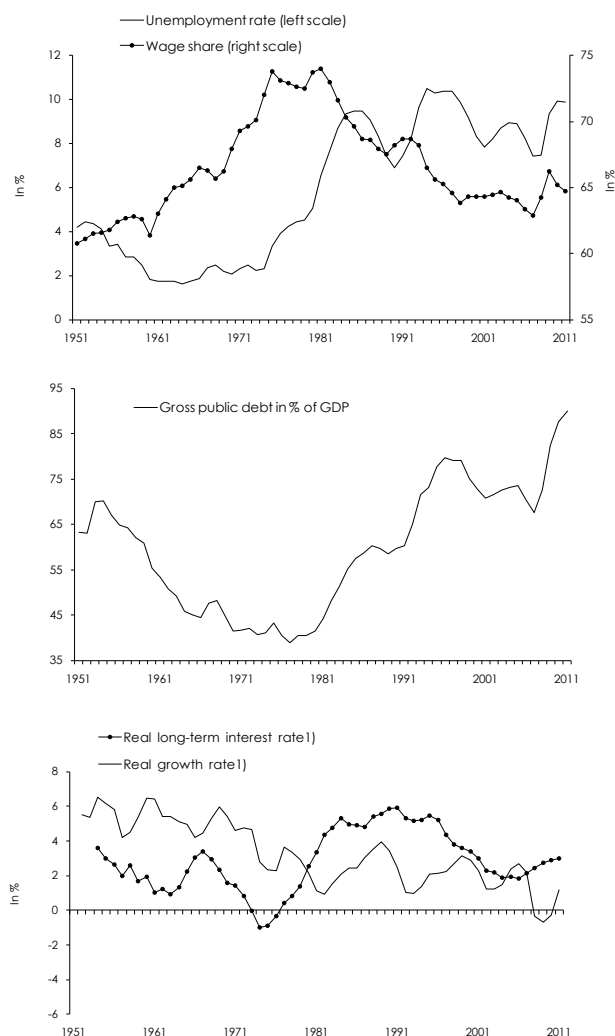 Unemployment rate (left scale)
Wage share (right scale)
12 75
10 70
8
6 65
4 60
2
0 55
In %
In %
1951 1961 1971 1981 1991 2001 2011
Gross public debt in % of GDP
95
85
75
65
55
45
35
1951 1961 1971 1981 1991 2001 2011
Real long-term interest rate1)
Real growth rate1)
8
6
4
2
0
-2
-4
-6
In %
1951 1961 1971 1981 1991 2001 2011